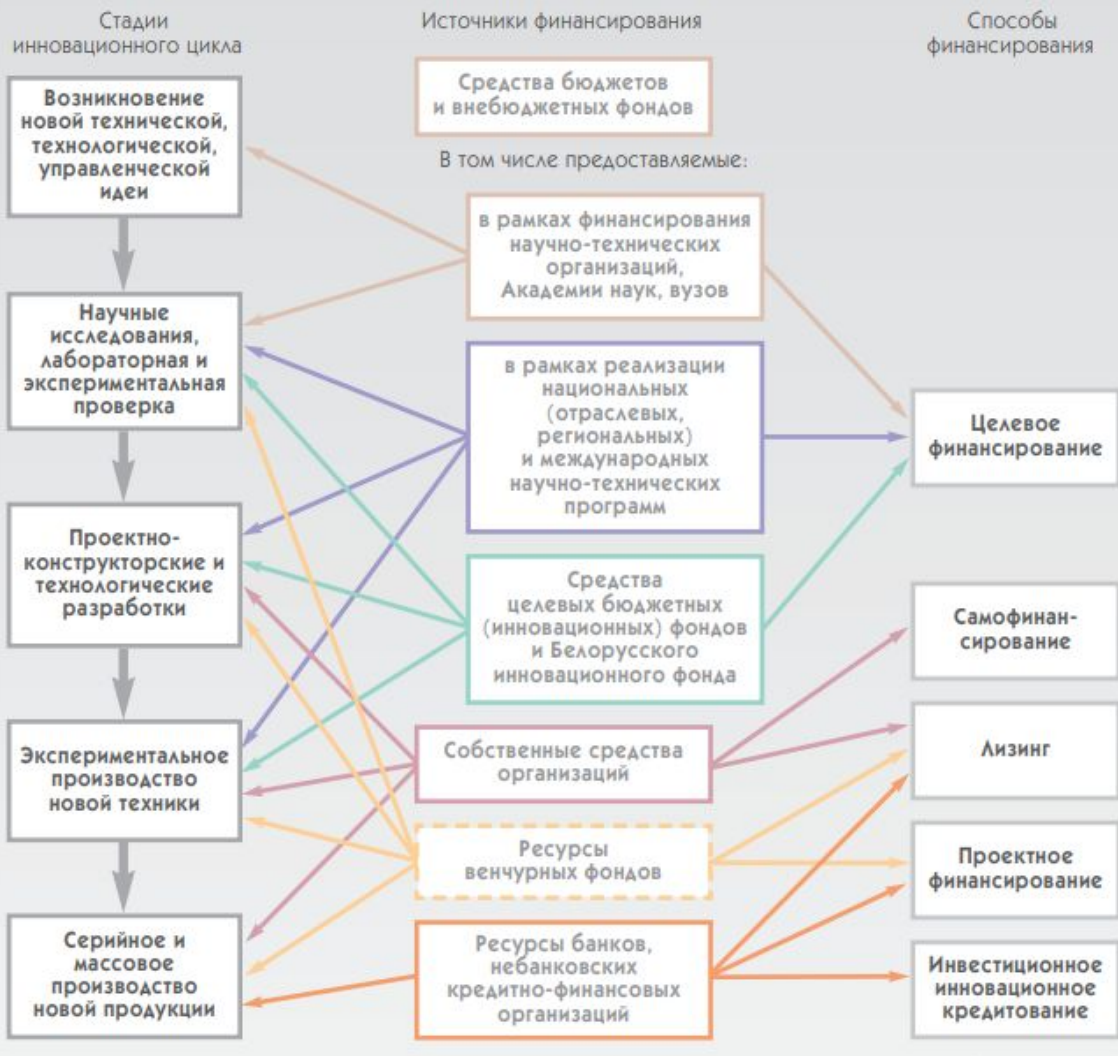 Стадии
инновационного цикла
Возникновение
новой технической,
технологической,
управленческой
идеи
Научные
исследования,
лабораторная и
экспериментальная
проверка
Проектно-
конструкторские и
технологические
разработки
Экспериментальное
производство
новой техники
Серийное и
массовое
производство
новой продукции
Источники финансирования
Средства бюджетов
и внебюджетных фондов
В том числе предоставляемые:
в рамках финансирования
научно-технических
организаций,
Академии наук, вузов
в рамках реализации
национальных
(отраслевых,
региональных)
и международных
научно-технических
программ
Средства
целевых бюджетных
(инновационных) фондов
и Белорусского
инновационного фонда
Собственные средства
организаций
Ресурсы
венчурных фондов
Ресурсы банков,
небанковских
кредитно-финансовых
организаций
Способы
финансирования
Целевое
финансирование
Самофинан-
сирование
Лизинг
Проектное
финансирование
Инвестиционное
инновационное
кредитование